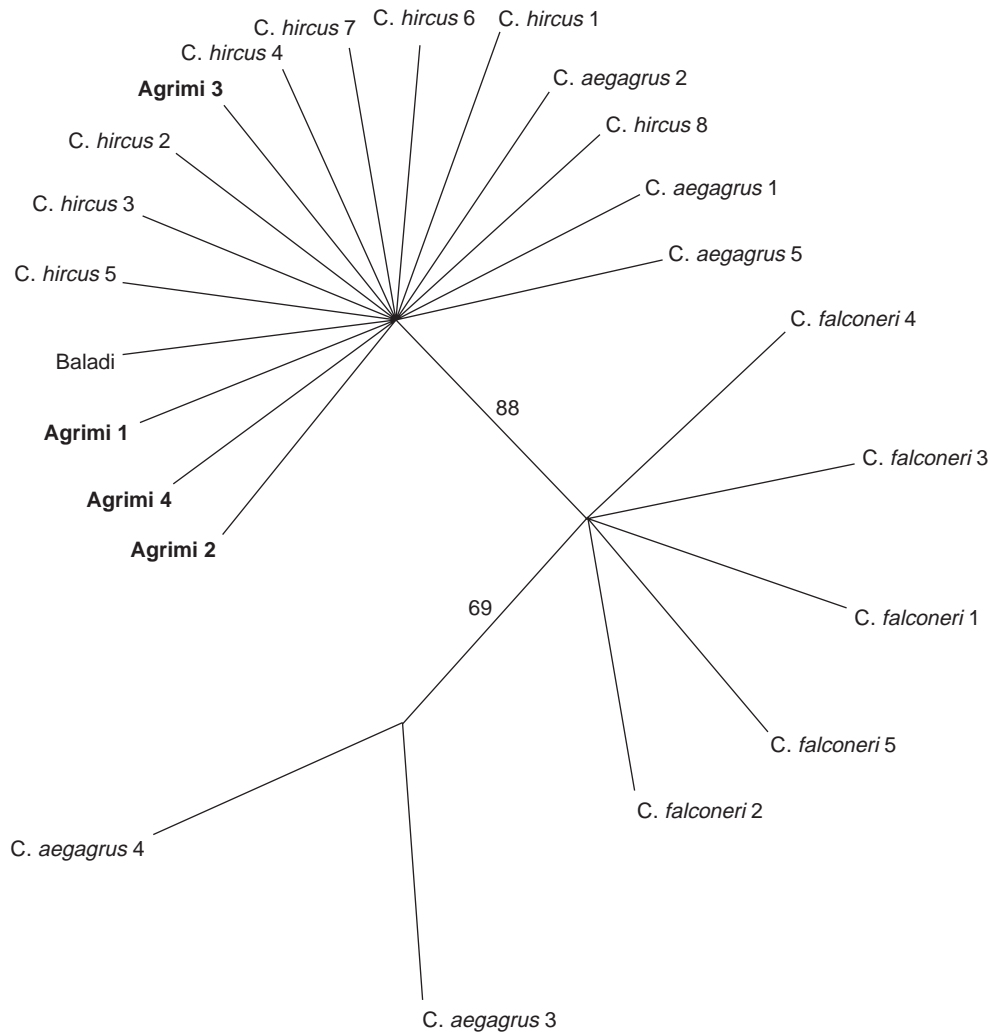 C. hircus 6
C. hircus 1
C. hircus 7
C. hircus 4
C. aegagrus 2
Agrimi 3
C. hircus 8
C. hircus 2
C. aegagrus 1
C. hircus 3
C. aegagrus 5
C. hircus 5
C. falconeri 4
Baladi
88
Agrimi 1
C. falconeri 3
Agrimi 4
Agrimi 2
69
C. falconeri 1
C. falconeri 5
C. falconeri 2
C. aegagrus 4
C. aegagrus 3